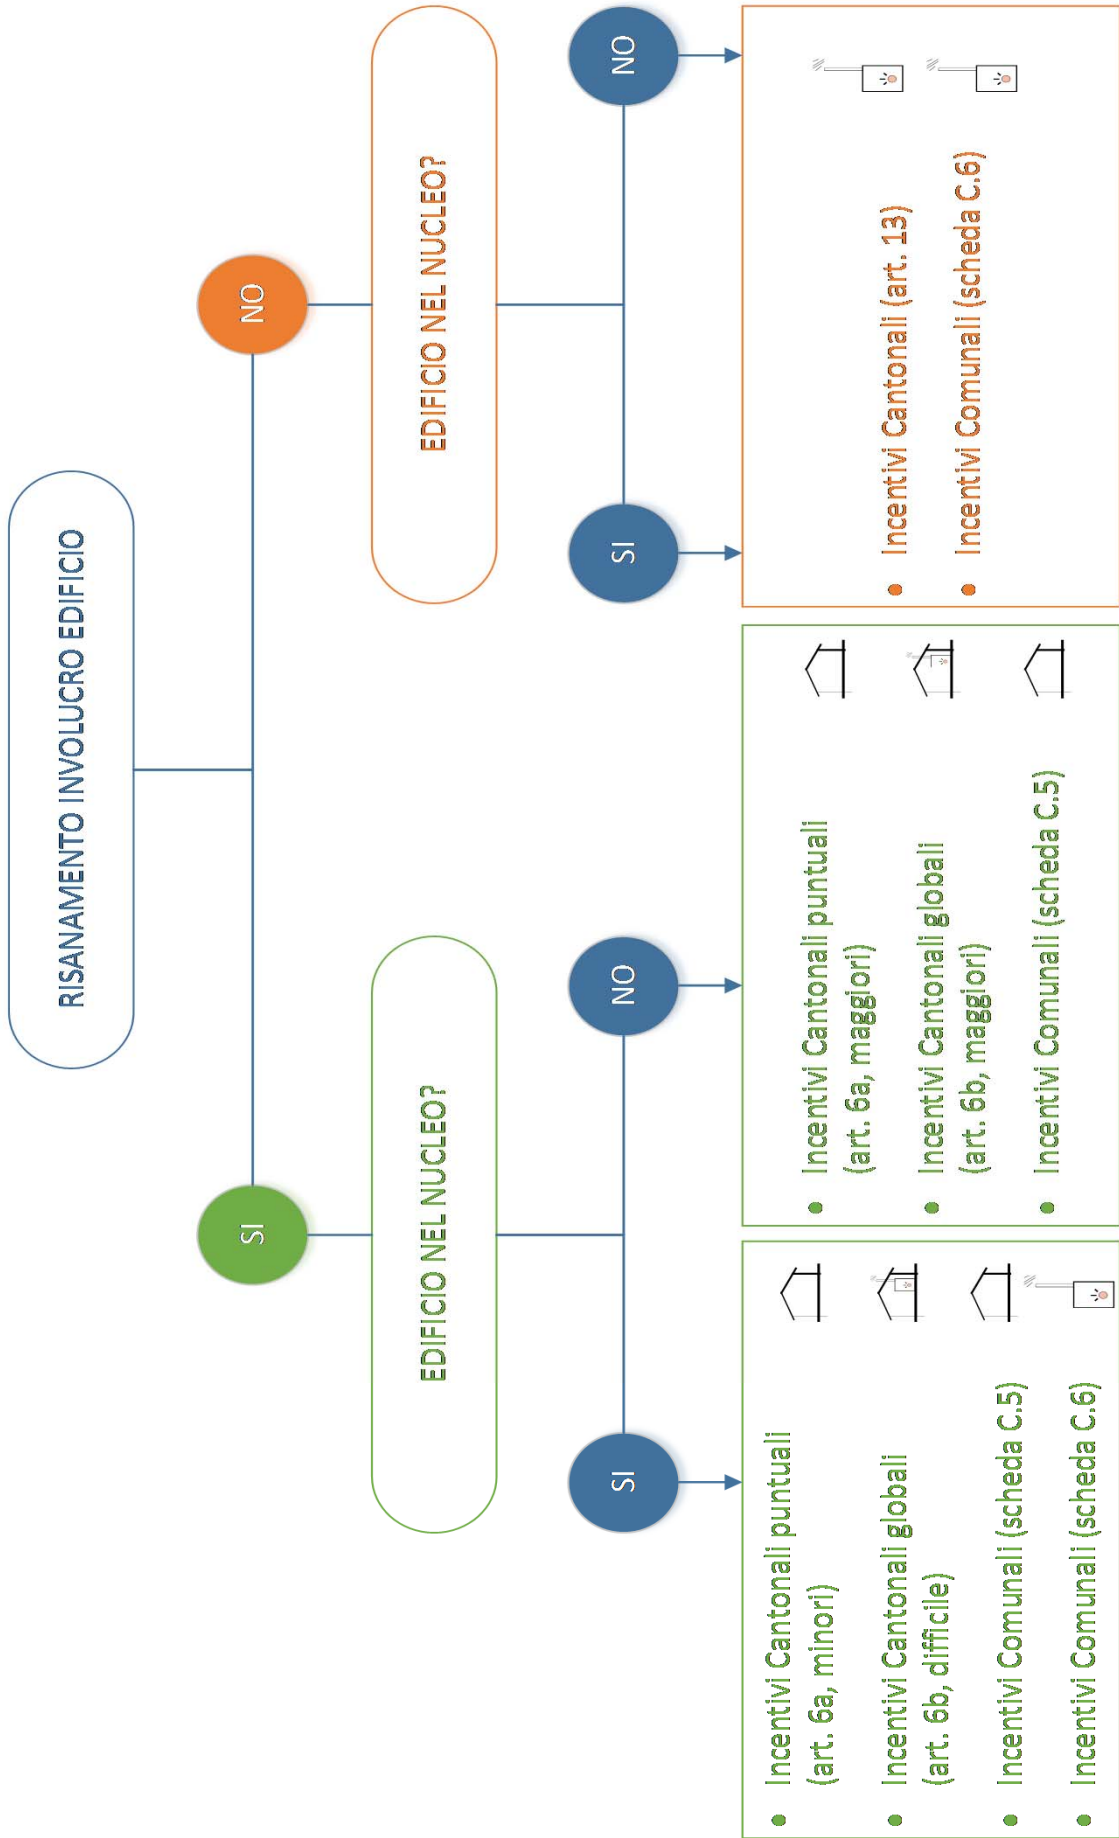 RISANAMENTO INVOLUCRO EDIFICIO
SI
NO
EDIFICIO NEL NUCLEO?
EDIFICIO NEL NUCLEO?
SI
NO
SI
NO
• Incentivi Cantonali puntuali
(art. 6a, minori)
• Incentivi Cantonali globali
(art. 6b, difficile)
• Incentivi Comunali (scheda C.5)
• Incentivi Comunali (scheda C.6)
• Incentivi Cantonali puntuali
(art. 6a, maggiori)
• Incentivi Cantonali globali
(art. 6b, maggiori)
• Incentivi Comunali (scheda C.5)
• Incentivi Cantonali (art. 13)
• Incentivi Comunali (scheda C.6)